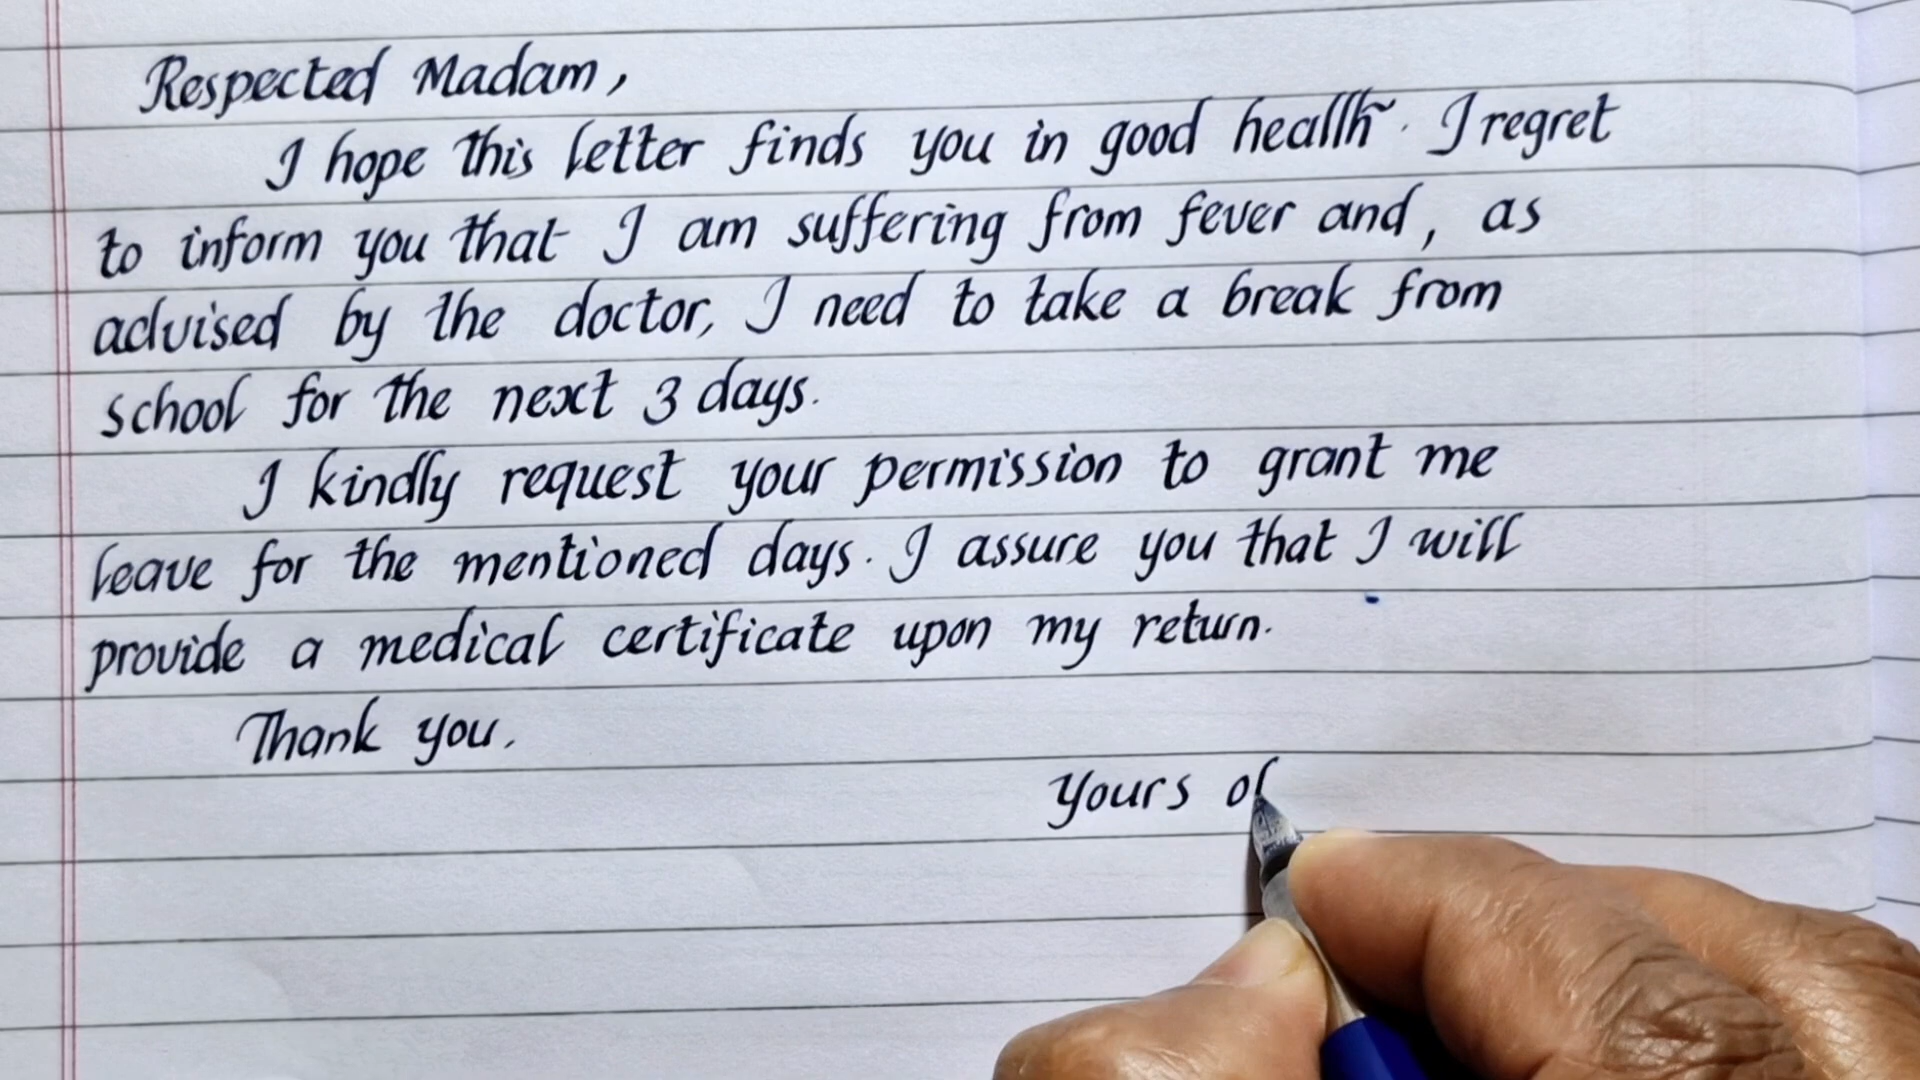 Respected Madam,
I hope this letter finds you in good health. I regret
to inform you that I am suffering from fever and, as
advised by the doctor, I need to take a break from
school for the next 3 days.
I kindly request your permission to grant me
leave for the mentioned days. I assure you that I will
provide a medical certificate upon my return.
Thank you.
Yours